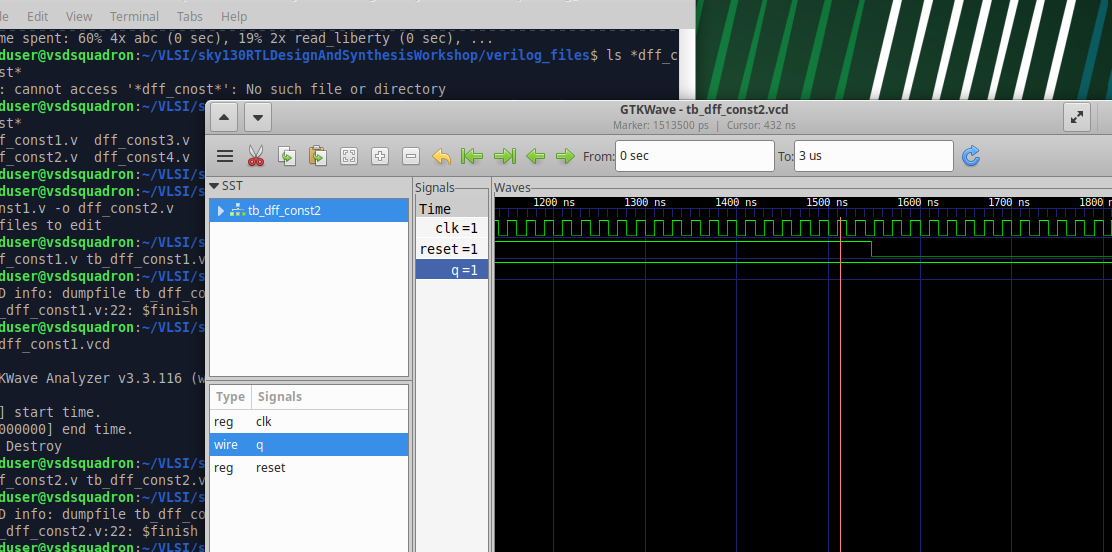 le Edit View Terminal Tabs Help
me spent: 60% 4x abc (0 sec), 19% 2x read_liberty (0 sec), ...
duser@vsdsquadron:~/VLSI/sky130RTLDesignAndSynthesisWorkshop/verilog_files$ ls *dff_c
ost*
: cannot access '*dff_cnost*': No such file or directory
duser@vsdsquadron:~/VLSI/s
st*
f_const1.v dff_const3.v
f_const2.v dff_const4.v
duser@vsdsquadron:~/VLSI/s
duser@vsdsquadron:~/VLSI/s
nst1.v -o dff_const2.v
files to edit
duser@vsdsquadron:~/VLSI/s
f_const1.v tb_dff_const1.v
duser@vsdsquadron:~/VLSI/s
D info: dumpfile tb_dff_co
_dff_const1.v:22: $finish
duser@vsdsquadron:~/VLSI/s
dff_const1.vcd
KWave Analyzer v3.3.116 (w
] start time.
000000] end time.
Destroy
duser@vsdsquadron:~/VLSI/s
f_const2.v tb_dff_const2.v
duser@vsdsquadron:~/VLSI/s
D info: dumpfile tb_dff_co
_dff_const2.v:22: $finish
duser@vsdsquadron:~/VLSI/s
GTKWave - tb_dff_const2.vcd
Marker: 1513500 ps | Cursor: 432 ns
From: 0 sec To: 3 us
SST
tb_dff_const2
Type Signals
reg clk
wire q
reg reset
Signals
Time
clk =1
reset =1
q =1
Waves
1200 ns 1300 ns 1400 ns 1500 ns 1600 ns 1700 ns 1800